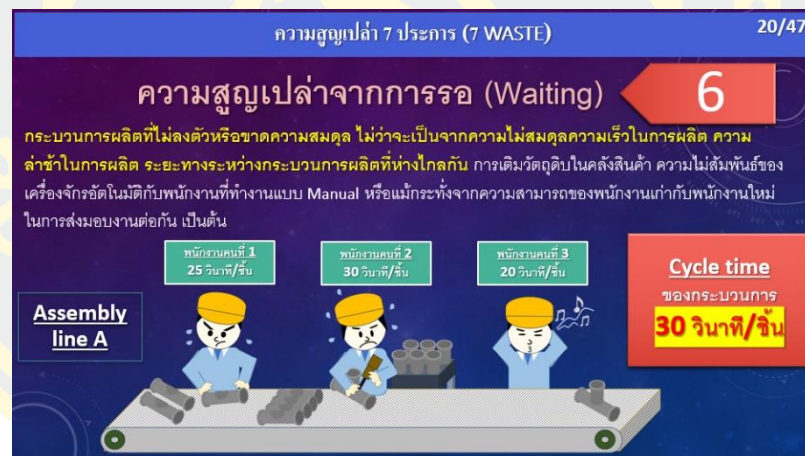 ความสูญเปล่า 7 ประการ (7 WASTE)
20/47
ความสูญเปล่าจากการรอ (Waiting)
6
กระบวนการผลิตที่ไม่ลงตัวหรือขาดความสมดุล ไม่ว่าจะเป็นจากความไม่สมดุลความเร็วในการผลิต ความ
ล่าช้าในการผลิต ระยะทางระหว่างกระบวนการผลิตที่ห่างไกลกัน การเติมวัตถุดิบในคลังสินค้า ความไม่สัมพันธ์ของ
เครื่องจักรอัตโนมัติกับพนักงานที่ทำงานแบบ Manual หรือแม้กระทั่งจากความสามารถของพนักงานเก่ากับพนักงานใหม่
ในการส่งมอบงานต่อกัน เป็นต้น
พนักงานคนที่ 1
25 วินาที/ชิ้น
พนักงานคนที่ 2
30 วินาที/ชิ้น
พนักงานคนที่ 3
20 วินาที/ชิ้น
Assembly
line A
Cycle time
ของกระบวนการ
30 วินาที/ชิ้น